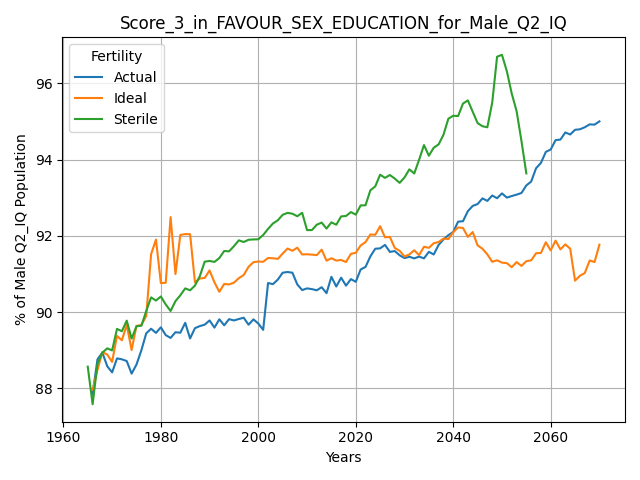 Score_3_in_FAVOUR_SEX_EDUCATION_for_Male_Q2_IQ
Fertility
Actual
Ideal
Sterile
96
94
92
90
88
% of Male Q2_IQ Population
1960
1980
2000
2020
2040
2060
Years